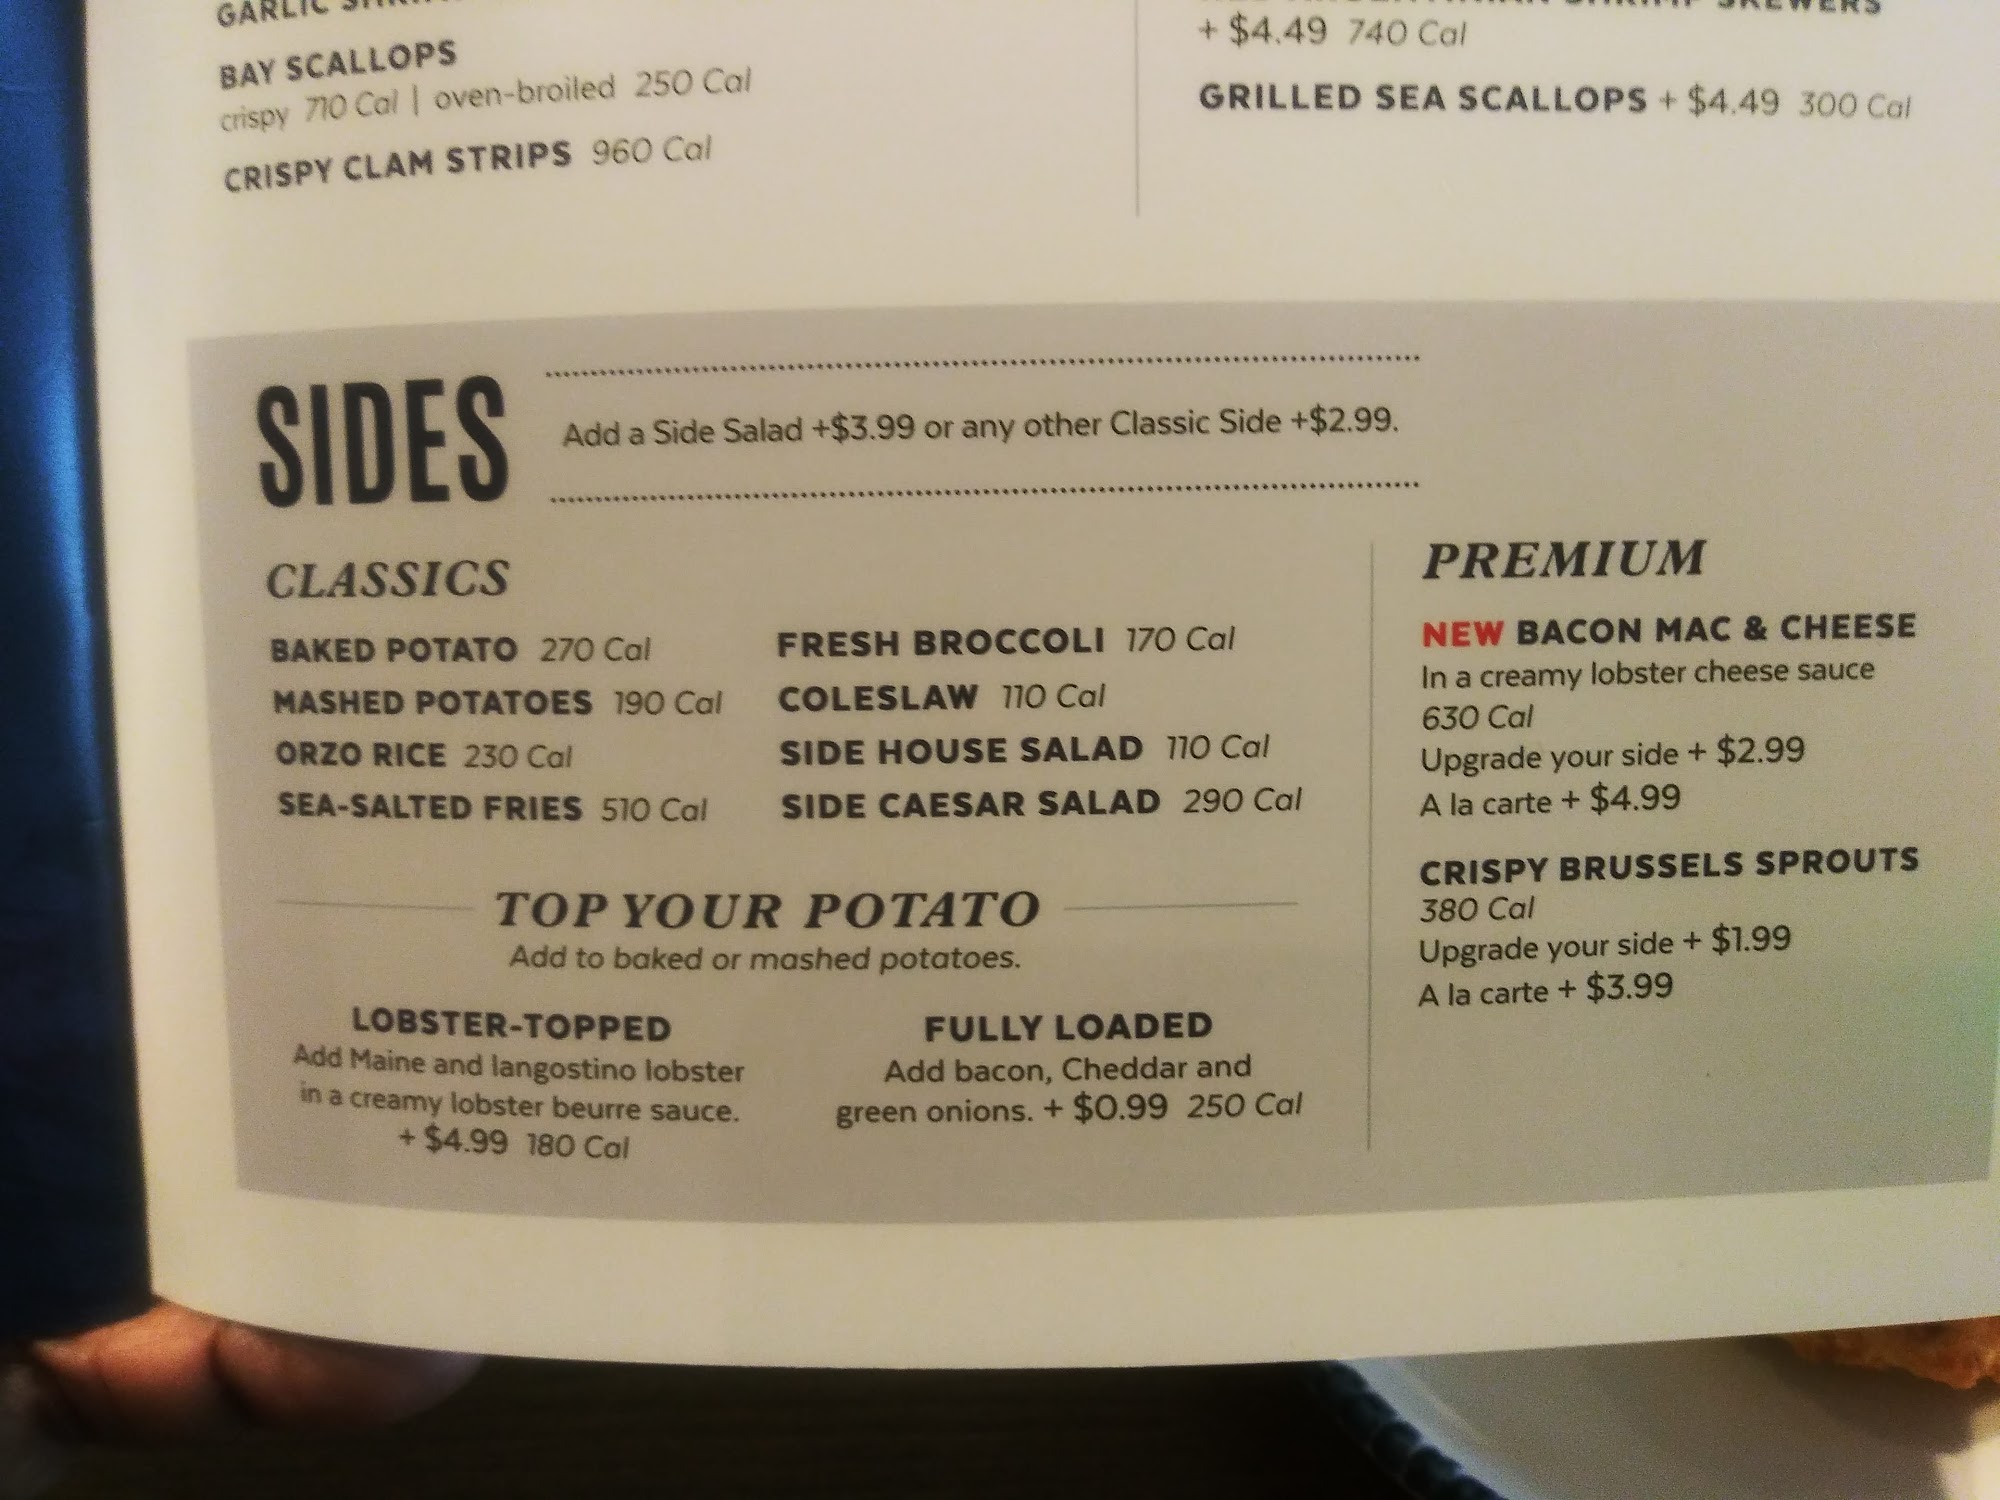 GARLIC
BAY SCALLOPS
crispy 710 Cal | oven-broiled 250 Cal
CRISPY CLAM STRIPS 960 Cal
SKEWERS
+ $4.49 740 Cal
GRILLED SEA SCALLOPS + $4.49 300 Cal
SIDES
Add a Side Salad +$3.99 or any other Classic Side +$2.99.
CLASSICS
BAKED POTATO 270 Cal
MASHED POTATOES 190 Cal
ORZO RICE 230 Cal
SEA-SALTED FRIES 510 Cal
FRESH BROCCOLI 170 Cal
COLESLAW 110 Cal
SIDE HOUSE SALAD 110 Cal
SIDE CAESAR SALAD 290 Cal
TOP YOUR POTATO
Add to baked or mashed potatoes.
LOBSTER-TOPPED
Add Maine and langostino lobster
in a creamy lobster beurre sauce.
+ $4.99 180 Cal
FULLY LOADED
Add bacon, Cheddar and
green onions. + $0.99 250 Cal
PREMIUM
NEW BACON MAC & CHEESE
In a creamy lobster cheese sauce
630 Cal
Upgrade your side + $2.99
A la carte + $4.99
CRISPY BRUSSELS SPROUTS
380 Cal
Upgrade your side + $1.99
A la carte + $3.99